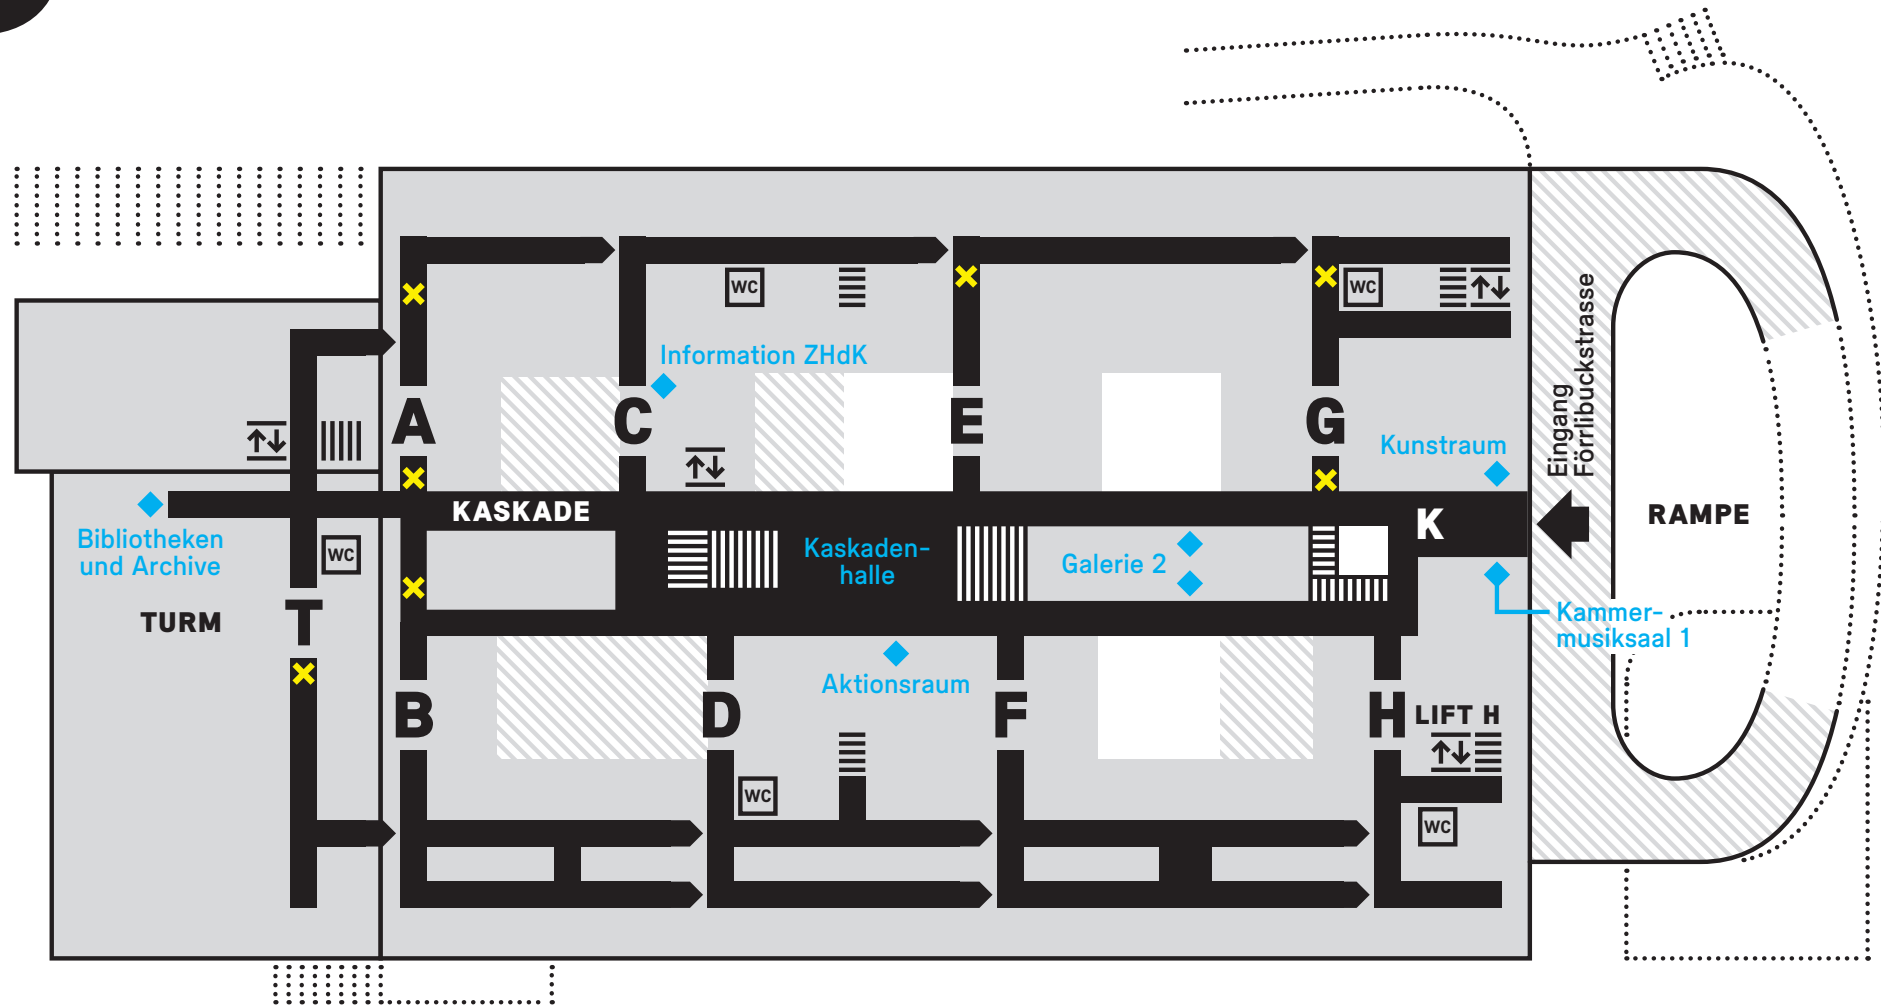 WC
WC
Information ZHdK
A
C
E
G
Kunstraum
Eingang
Förrlibuckstrasse
KASKADE
K
RAMPE
Bibliotheken
und Archive
WC
Kaskaden-
halle
Galerie 2
TURM
T
Kammer-
musiksaal 1
Aktionsraum
B
D
F
H
LIFT H
WC
WC